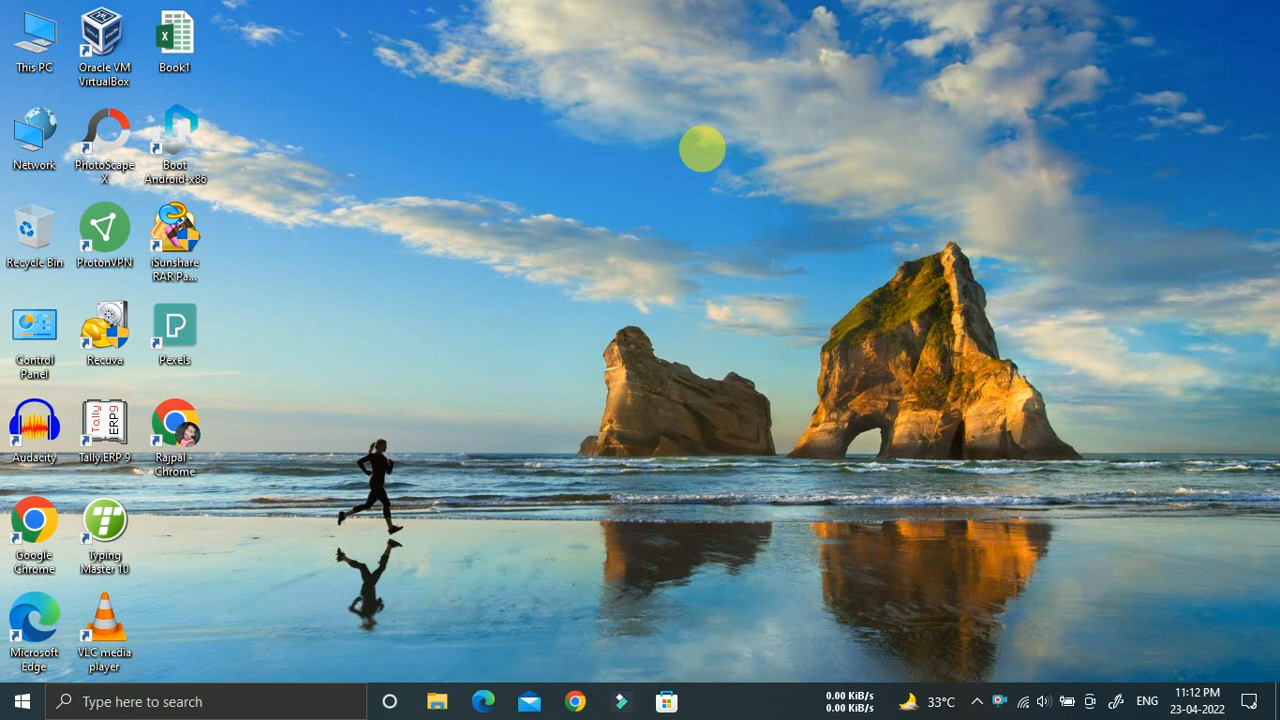 This PC
Oracle VM
VirtualBox
Book1
Network
PhotoScape
X
Boot
Android-x86
Recycle Bin
ProtonVPN
iSunshare
RAR Pa...
Control
Panel
Recuva
Pexels
Audacity
Tally
ERP9
Tally.ERP 9
Rajpal -
Chrome
Google
Chrome
Typing
Master 10
Microsoft
Edge
VLC media
player
Type here to search
0.00 KiB/s
0.00 KiB/s
33°C
ENG
11:12 PM
23-04-2022